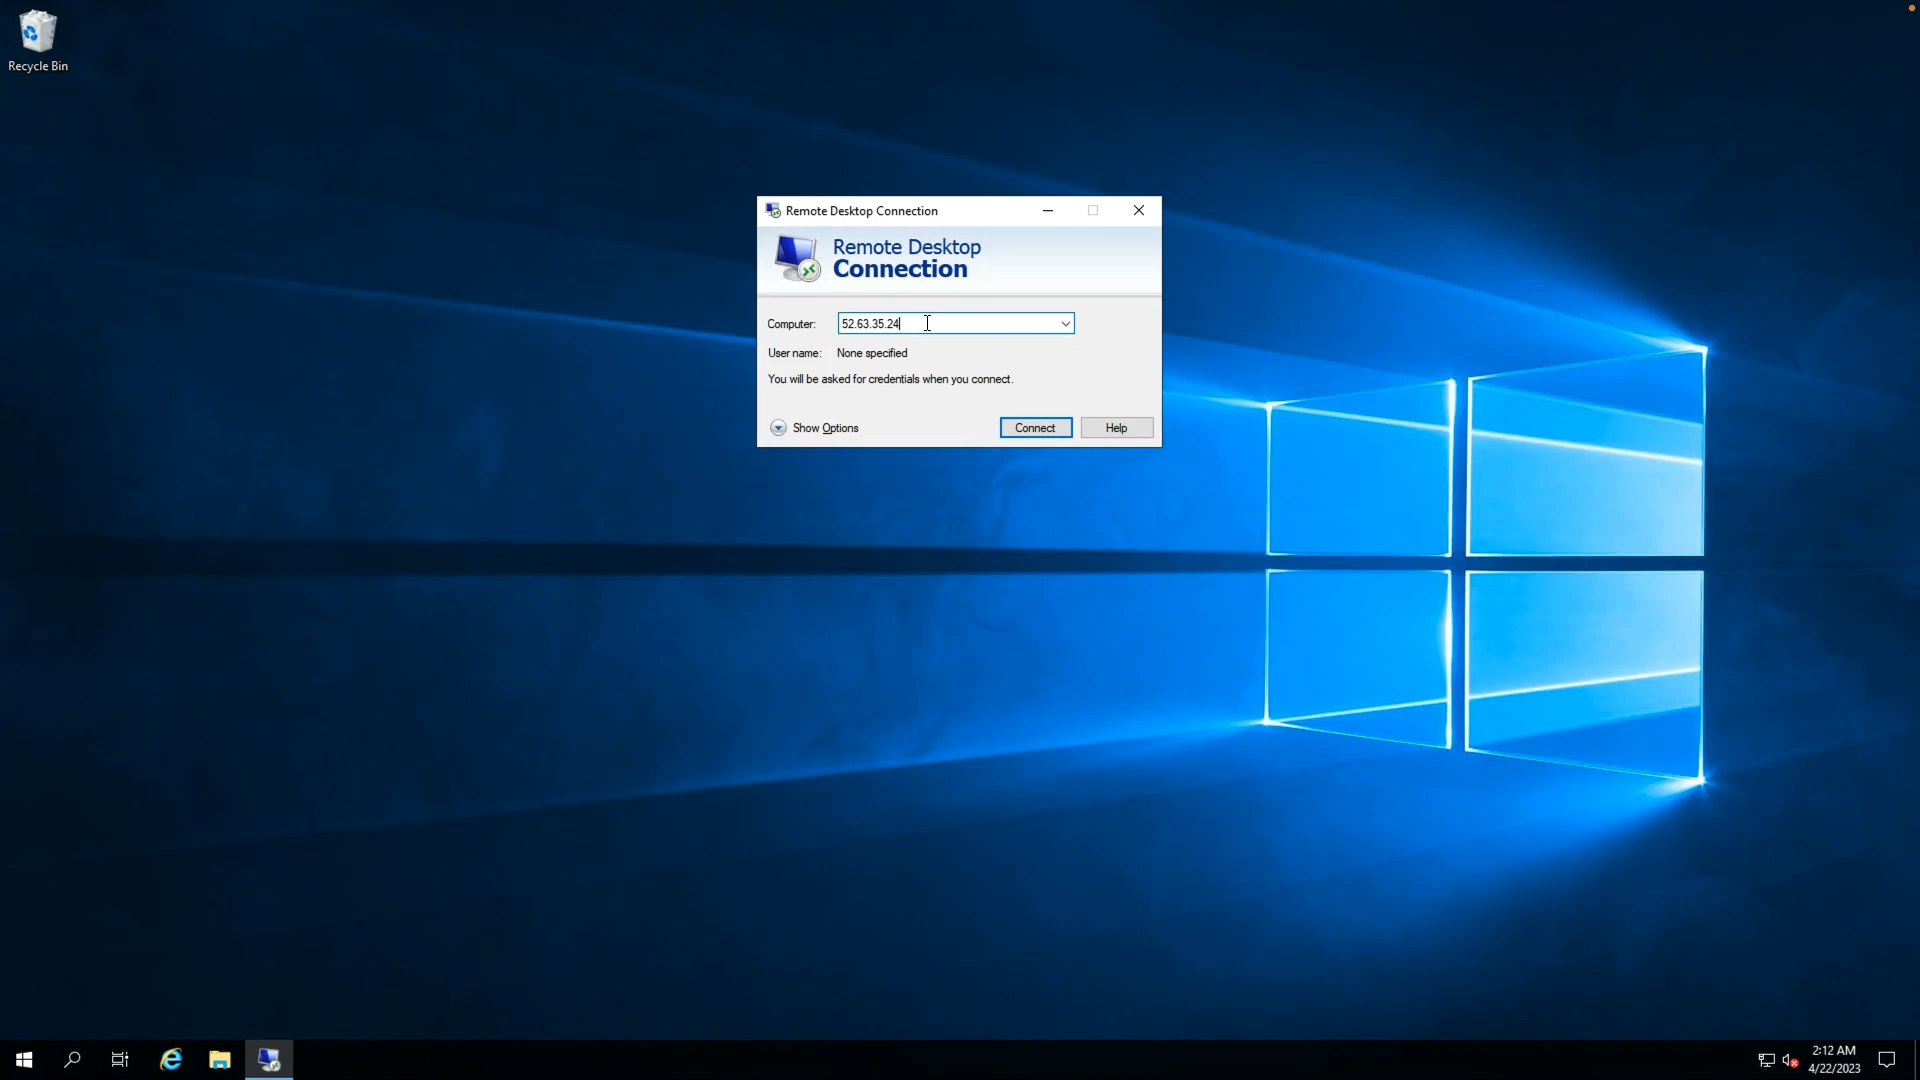 Recycle Bin
Remote Desktop Connection
Remote Desktop
Connection
Computer: 52.63.35.24
User name: None specified
You will be asked for credentials when you connect.
Show Options Connect Help
2:12 AM
4/22/2023